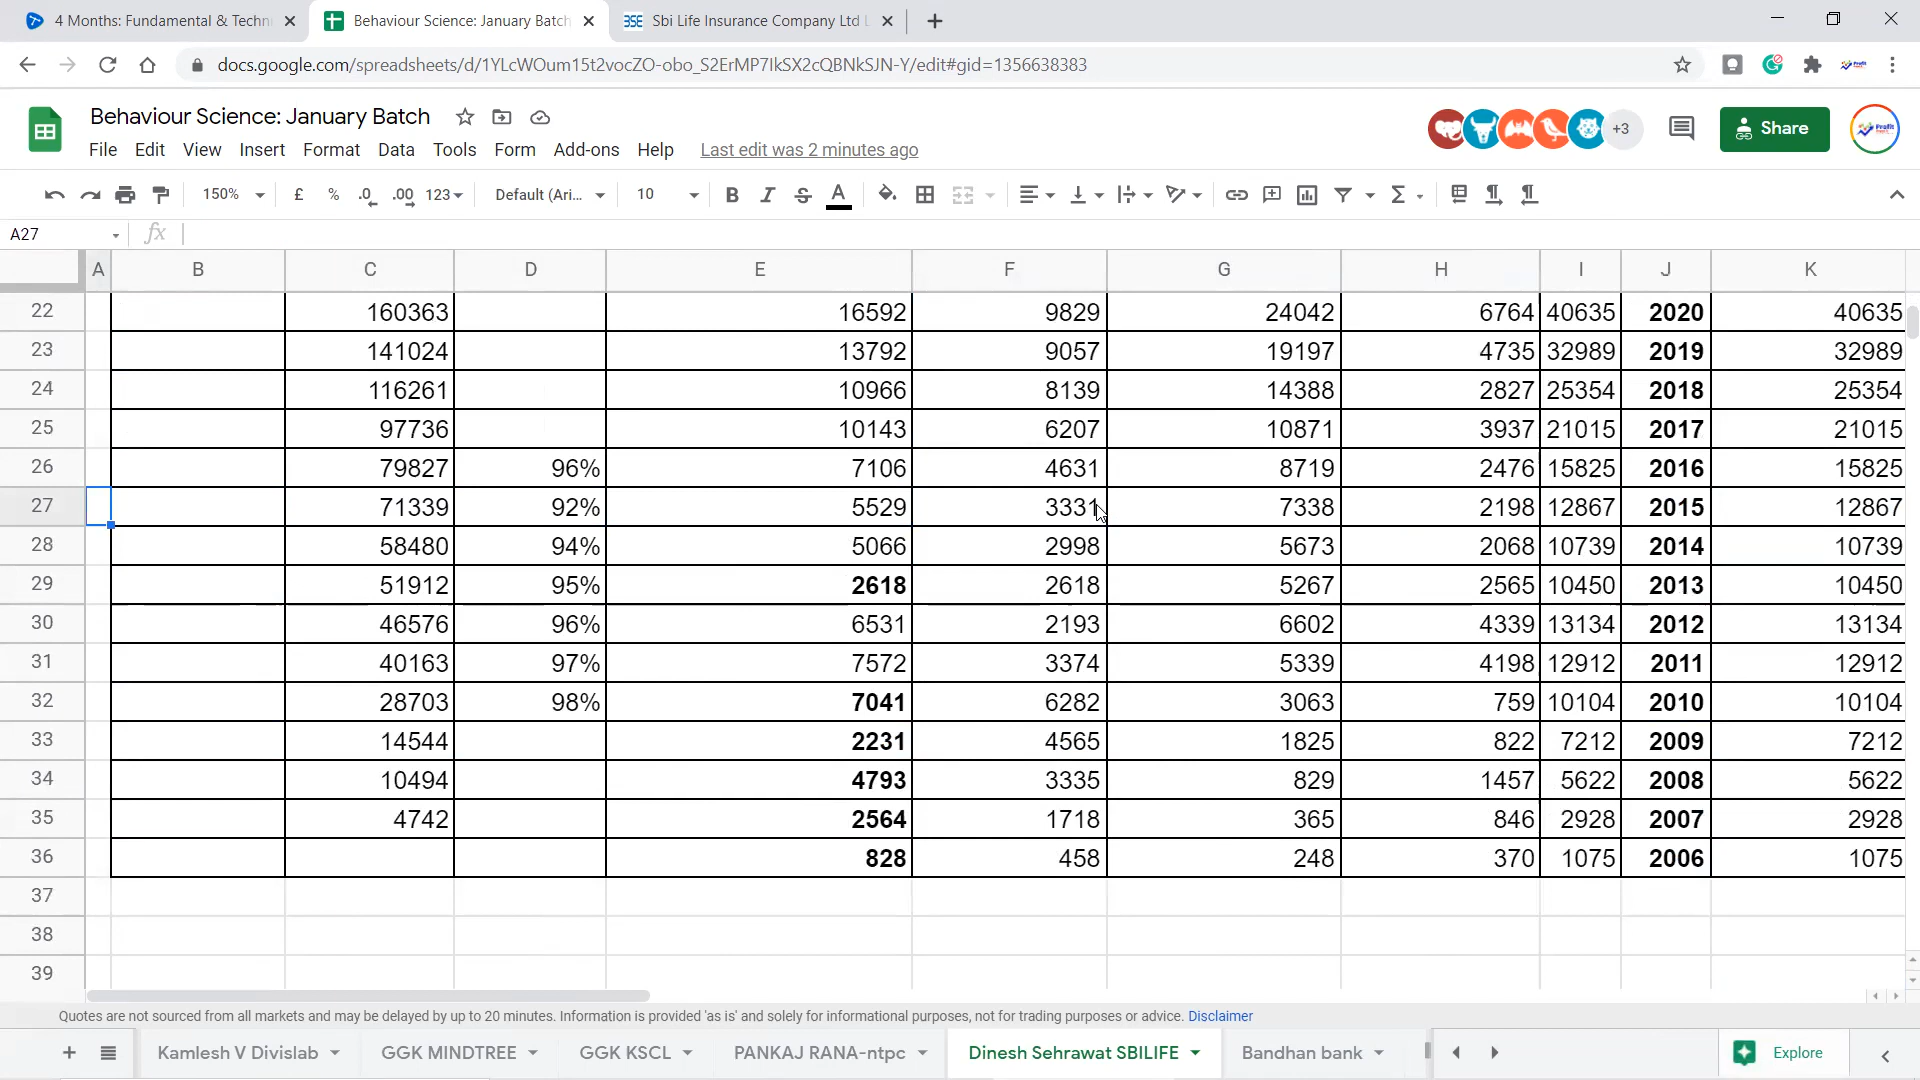 4 Months: Fundamental & Techni
Behaviour Science: January Batch
Sbi Life Insurance Company Ltd L
docs.google.com/spreadsheets/d/1YLcWOum15t2vocZO-obo_S2ErMP7IkSX2cQBNkSJN-Y/edit#gid=1356638383
Behaviour Science: January Batch
+3
Share
File Edit View Insert Format Data Tools Form Add-ons Help Last edit was 2 minutes ago
150% £ % .0 .00 123 Default (Ari... 10 B I S A
A27 fx
A B C D E F G H I J K
22 160363 16592 9829 24042 6764 40635 2020 40635
23 141024 13792 9057 19197 4735 32989 2019 32989
24 116261 10966 8139 14388 2827 25354 2018 25354
25 97736 10143 6207 10871 3937 21015 2017 21015
26 79827 96% 7106 4631 8719 2476 15825 2016 15825
27 71339 92% 5529 3331 7338 2198 12867 2015 12867
28 58480 94% 5066 2998 5673 2068 10739 2014 10739
29 51912 95% 2618 2618 5267 2565 10450 2013 10450
30 46576 96% 6531 2193 6602 4339 13134 2012 13134
31 40163 97% 7572 3374 5339 4198 12912 2011 12912
32 28703 98% 7041 6282 3063 759 10104 2010 10104
33 14544 2231 4565 1825 822 7212 2009 7212
34 10494 4793 3335 829 1457 5622 2008 5622
35 4742 2564 1718 365 846 2928 2007 2928
36 828 458 248 370 1075 2006 1075
37
38
39
Quotes are not sourced from all markets and may be delayed by up to 20 minutes. Information is provided 'as is' and solely for informational purposes, not for trading purposes or advice. Disclaimer
Kamlesh V Divislab GGK MINDTREE GGK KSCL PANKAJ RANA-ntpc Dinesh Sehrawat SBILIFE Bandhan bank Explore